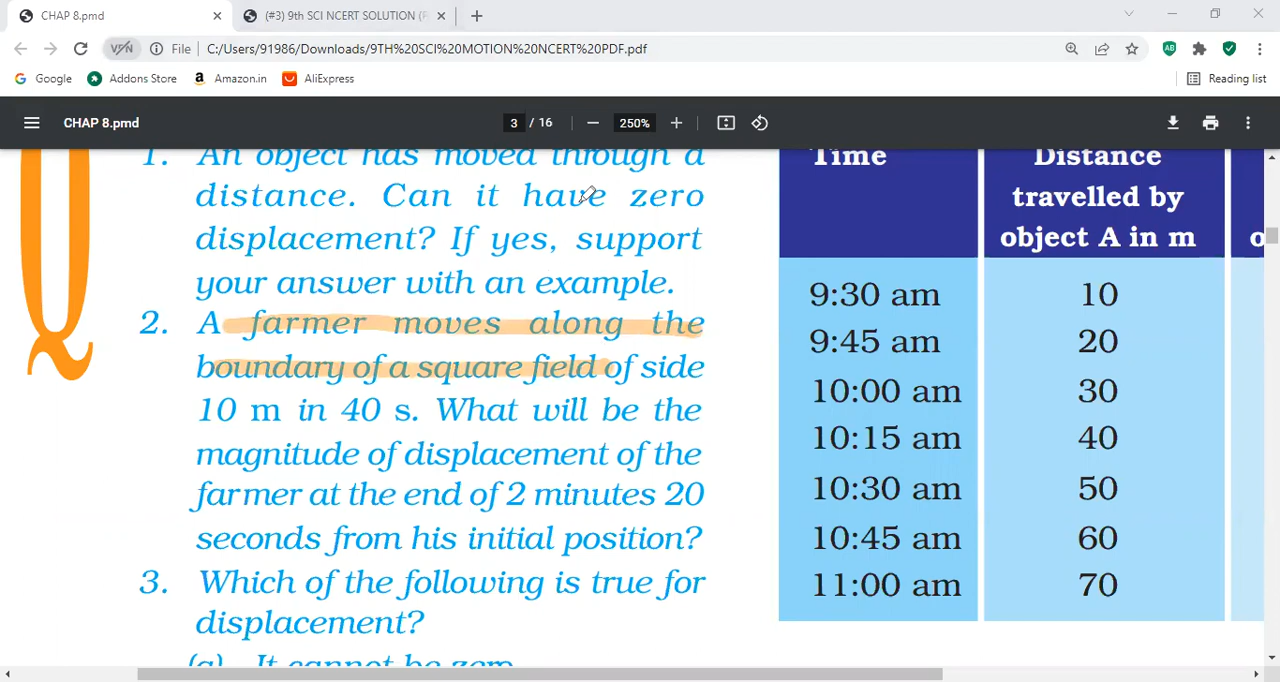 CHAP 8.pmd
(#3) 9th SCI NCERT SOLUTION (
VPN
File
C:/Users/91986/Downloads/9TH%20SCI%20MOTION%20NCERT%20PDF.pdf
Google
Addons Store
Amazon.in
AliExpress
Reading list
CHAP 8.pmd
3 / 16
250%
Q
1. An object has moved through a
distance. Can it have zero
displacement? If yes, support
your answer with an example.
2. A farmer moves along the
boundary of a square field of side
10 m in 40 s. What will be the
magnitude of displacement of the
farmer at the end of 2 minutes 20
seconds from his initial position?
3. Which of the following is true for
displacement?
(a) It cannot be zero.
Time Distance
travelled by
object A in m
9:30 am 10
9:45 am 20
10:00 am 30
10:15 am 40
10:30 am 50
10:45 am 60
11:00 am 70